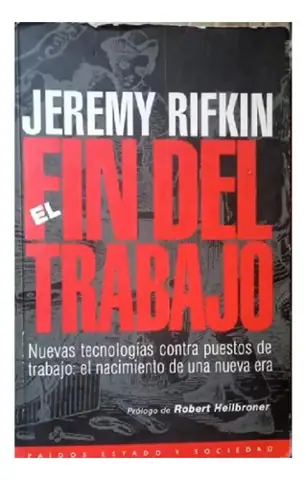 JEREMY RIFKIN
EL FIN DEL
TRABAJO
Nuevas tecnologías contra puestos de
trabajo: el nacimiento de una nueva era
Prólogo de Robert Heilbroner
PAIDOS ESTADO Y SOCIEDAD